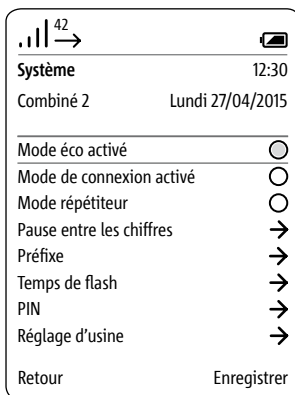 42
Système 12:30
Combiné 2 Lundi 27/04/2015
Mode éco activé
Mode de connexion activé
Mode répétiteur
Pause entre les chiffres
Préfixe
Temps de flash
PIN
Réglage d'usine
Retour Enregistrer